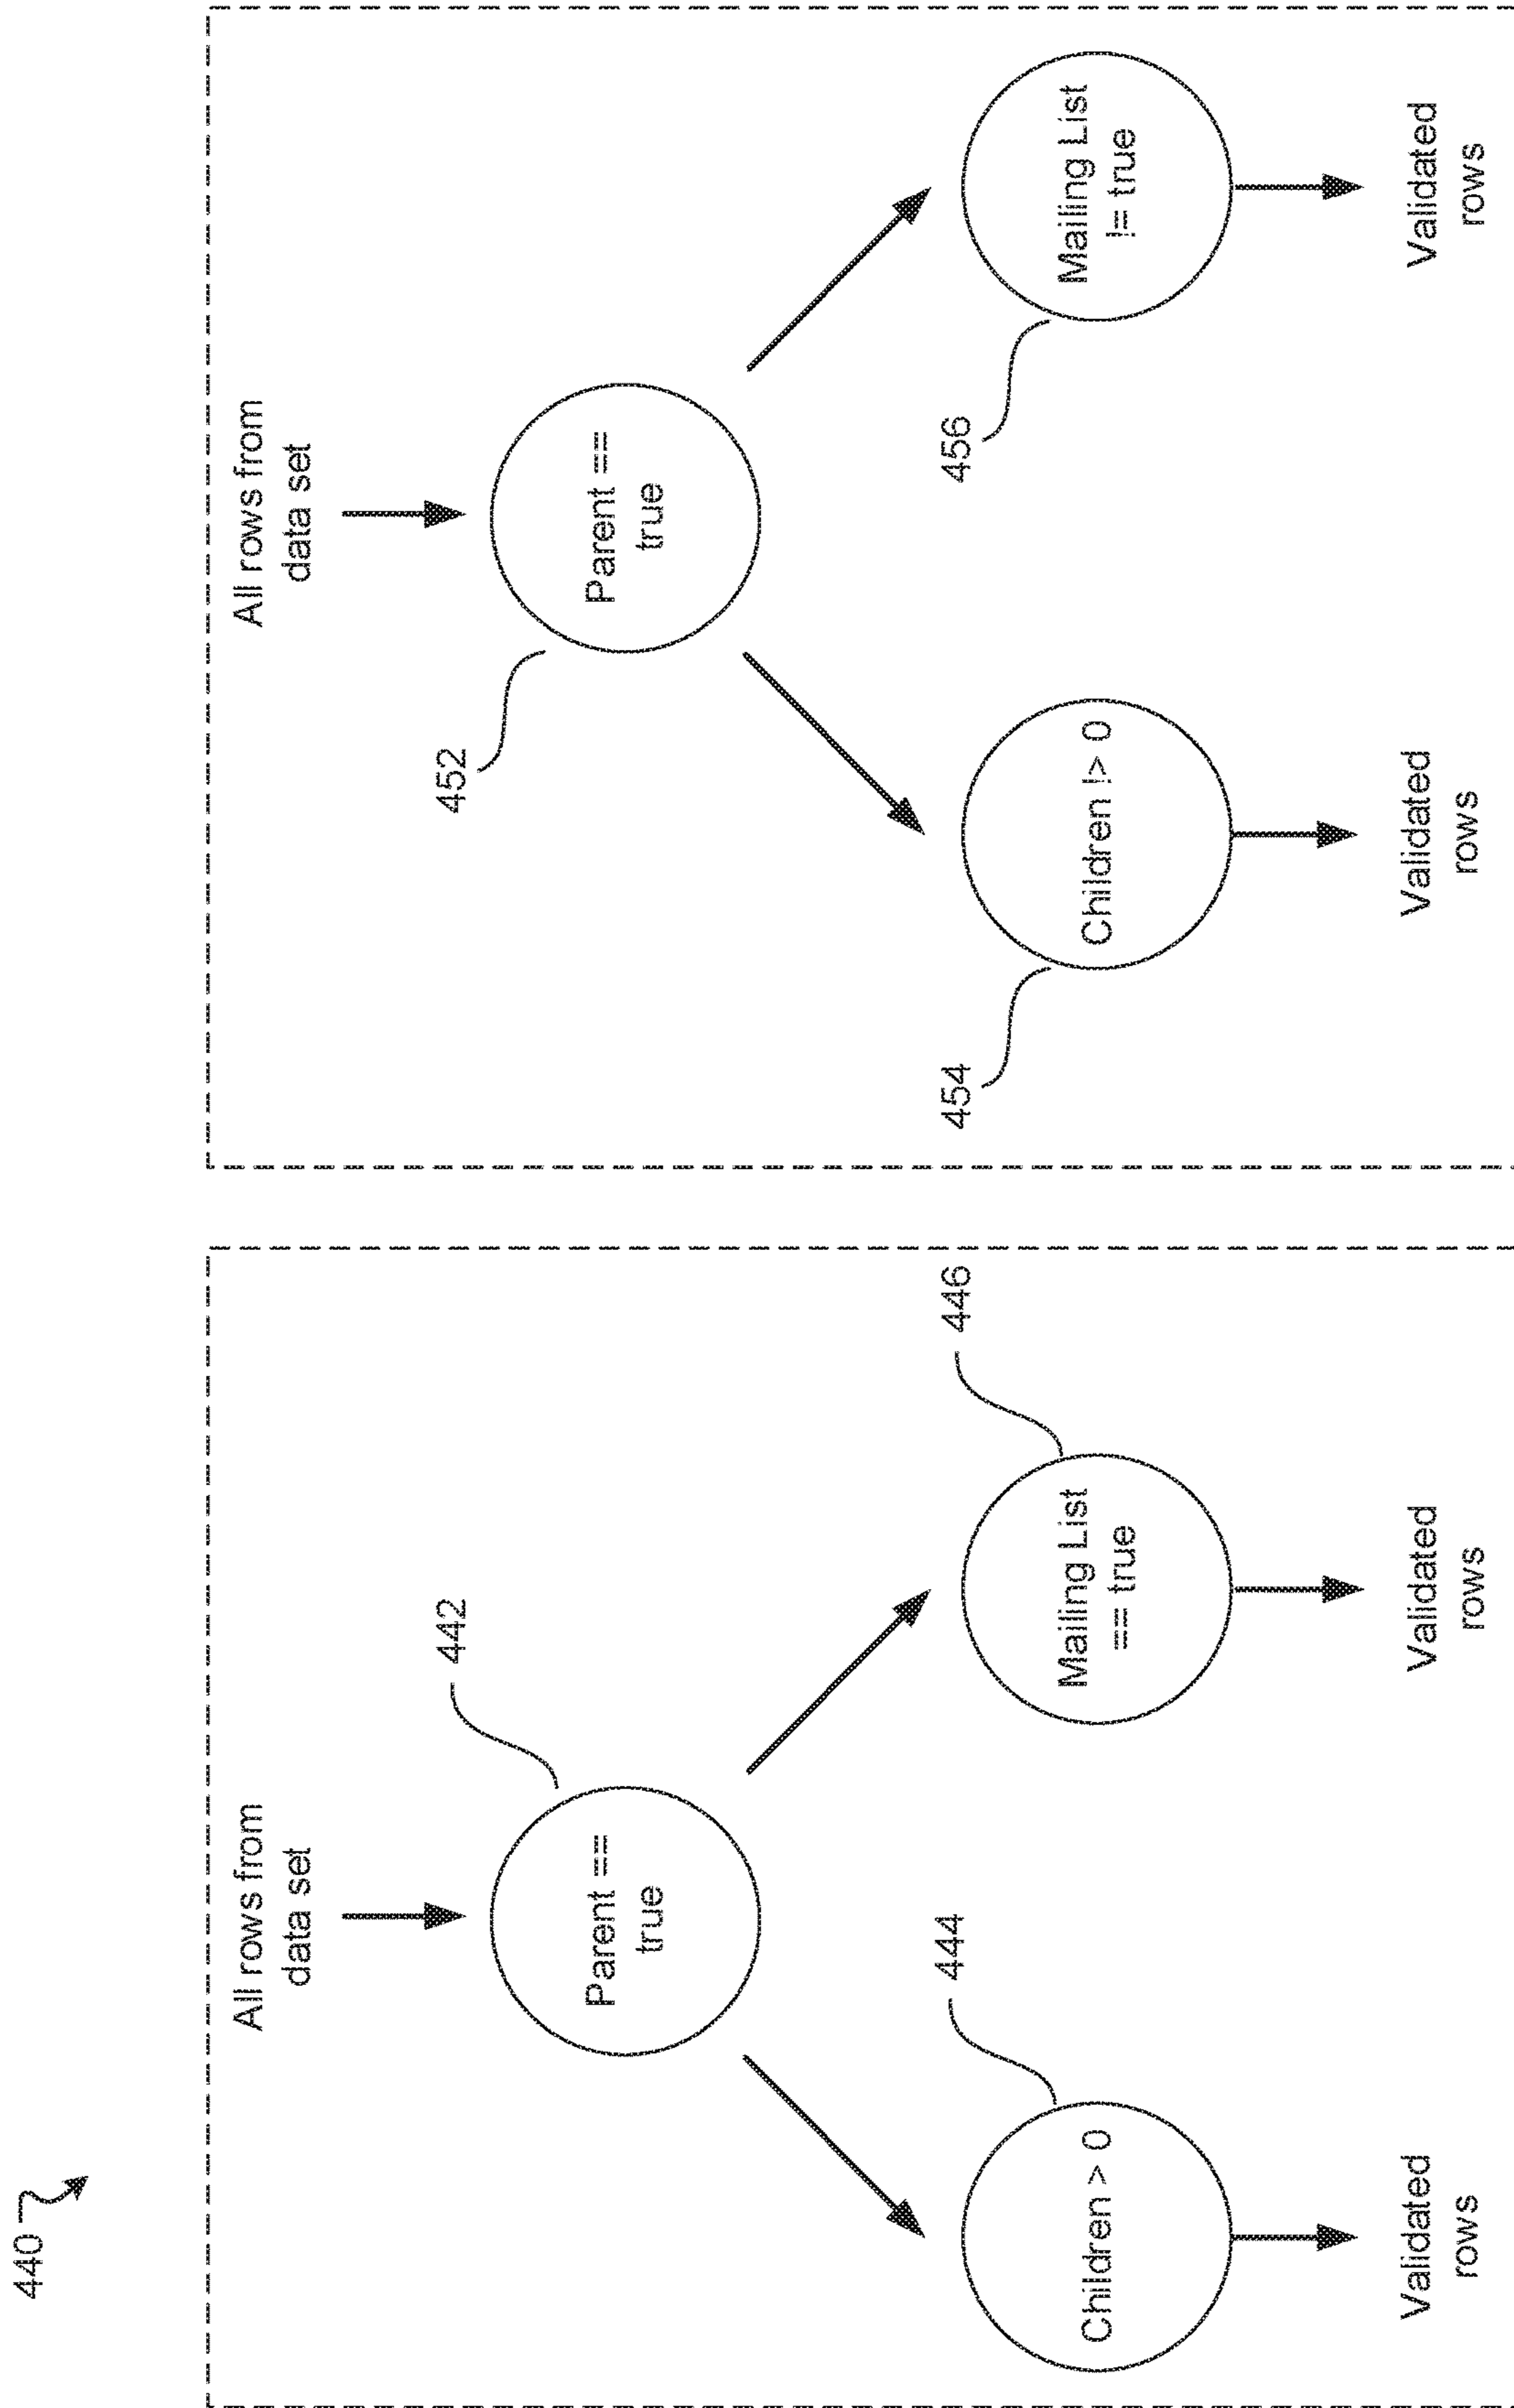 440
All rows from
data set
442
Parent ==
true
444
Children > 0
446
Mailing List
== true
Validated
rows
Validated
rows
All rows from
data set
452
Parent ==
true
454
Children !> 0
456
Mailing List
!= true
Validated
rows
Validated
rows